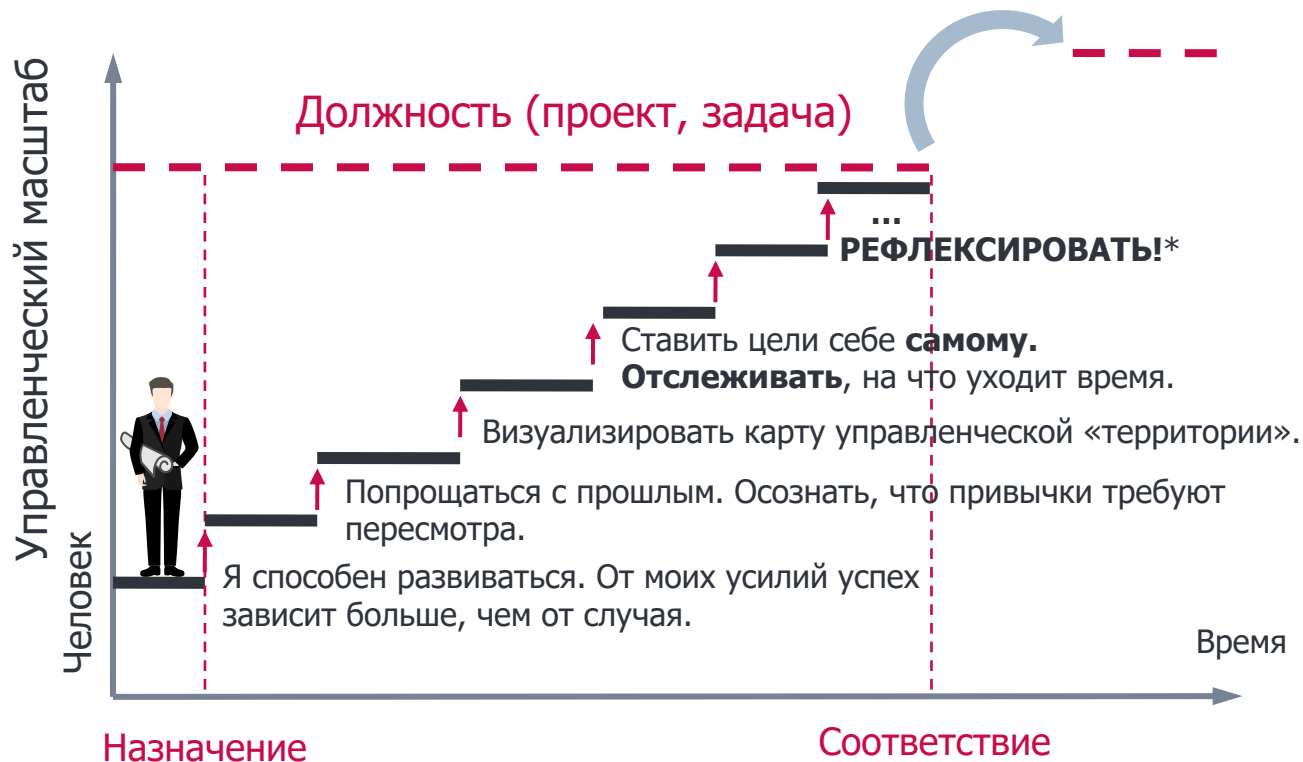 Управленческий масштаб
Человек
Должность (проект, задача)
...
РЕФЛЕКСИРОВАТЬ!*
Ставить цели себе самому.
Отслеживать, на что уходит время.
Визуализировать карту управленческой «территории».
Попрощаться с прошлым. Осознать, что привычки требуют
пересмотра.
Я способен развиваться. От моих усилий успех
зависит больше, чем от случая.
Время
Назначение
Соответствие